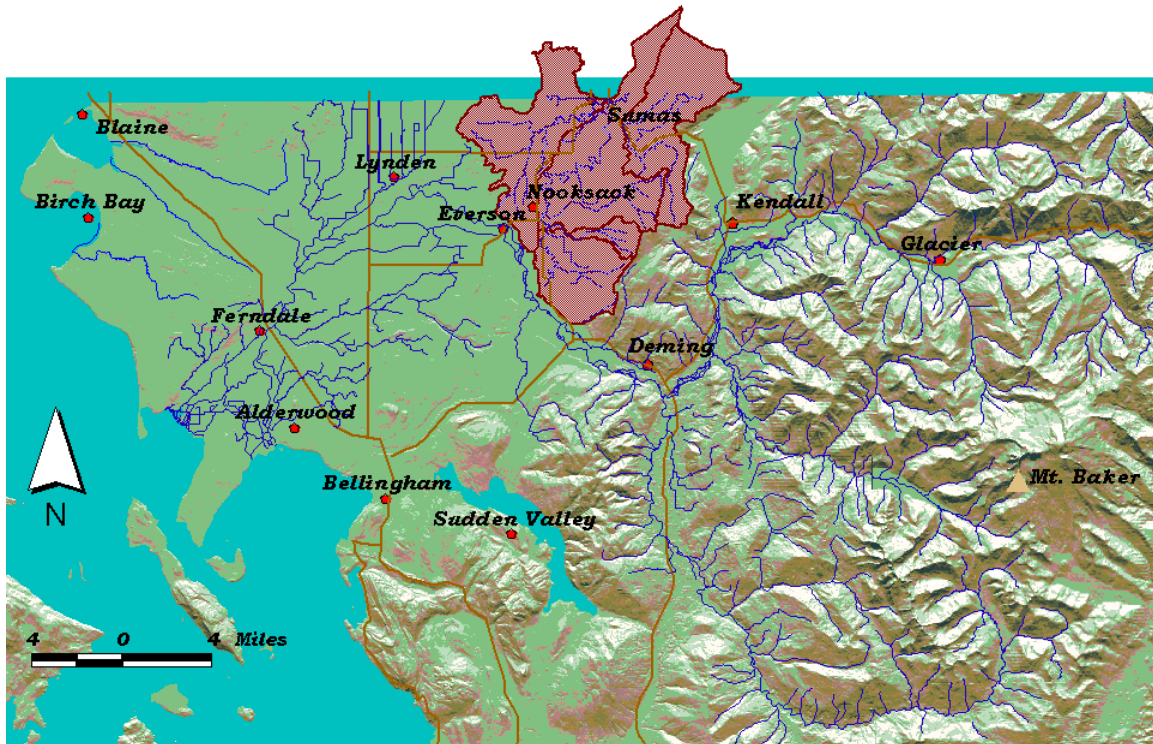 Blaine
Sumas
Lynden
Birch Bay
Nooksack
Everson
Kendall
Glacier
Ferndale
Deming
Alderwood
Mt. Baker
Bellingham
Sudden Valley
N
4 0 4 Miles